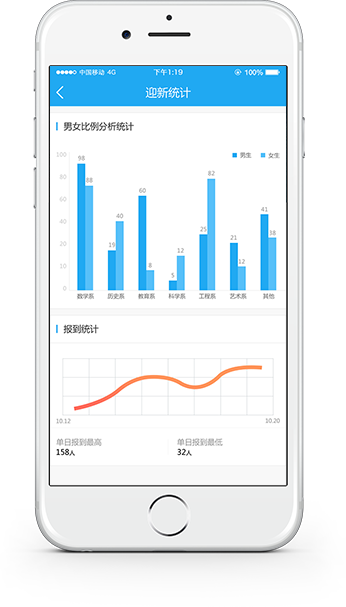 中国移动 4G 下午1:19 100%
迎新统计
男女比例分析统计
男生 女生
100
80
60
40
20
0
98 88 15 40 60 8 5 12 25 82 21 12 41 38
数学系 历史系 教育系 科学系 工程系 艺术系 其他
报到统计
10.12 10.20
单日报到最高 单日报到最低
158人 32人